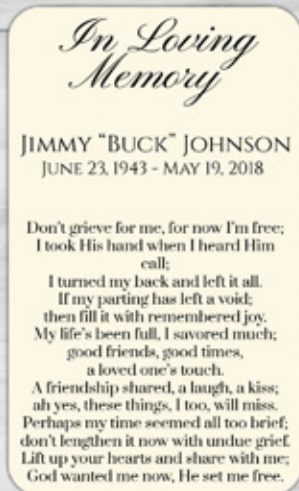 In Loving
Memory
JIMMY "BUCK" JOHNSON
JUNE 23, 1943 - MAY 19, 2018
Don't grieve for me, for now I'm free;
I took His hand when I heard Him
call;
I turned my back and left it all.
If my parting has left a void;
then fill it with remembered joy.
My life's been full, I savored much;
good friends, good times,
a loved one's touch.
A friendship shared, a laugh, a kiss;
ah yes, these things, I too, will miss.
Perhaps my time seemed all too brief;
don't lengthen it now with undue grief.
Lift up your hearts and share with me;
God wanted me now, He set me free.